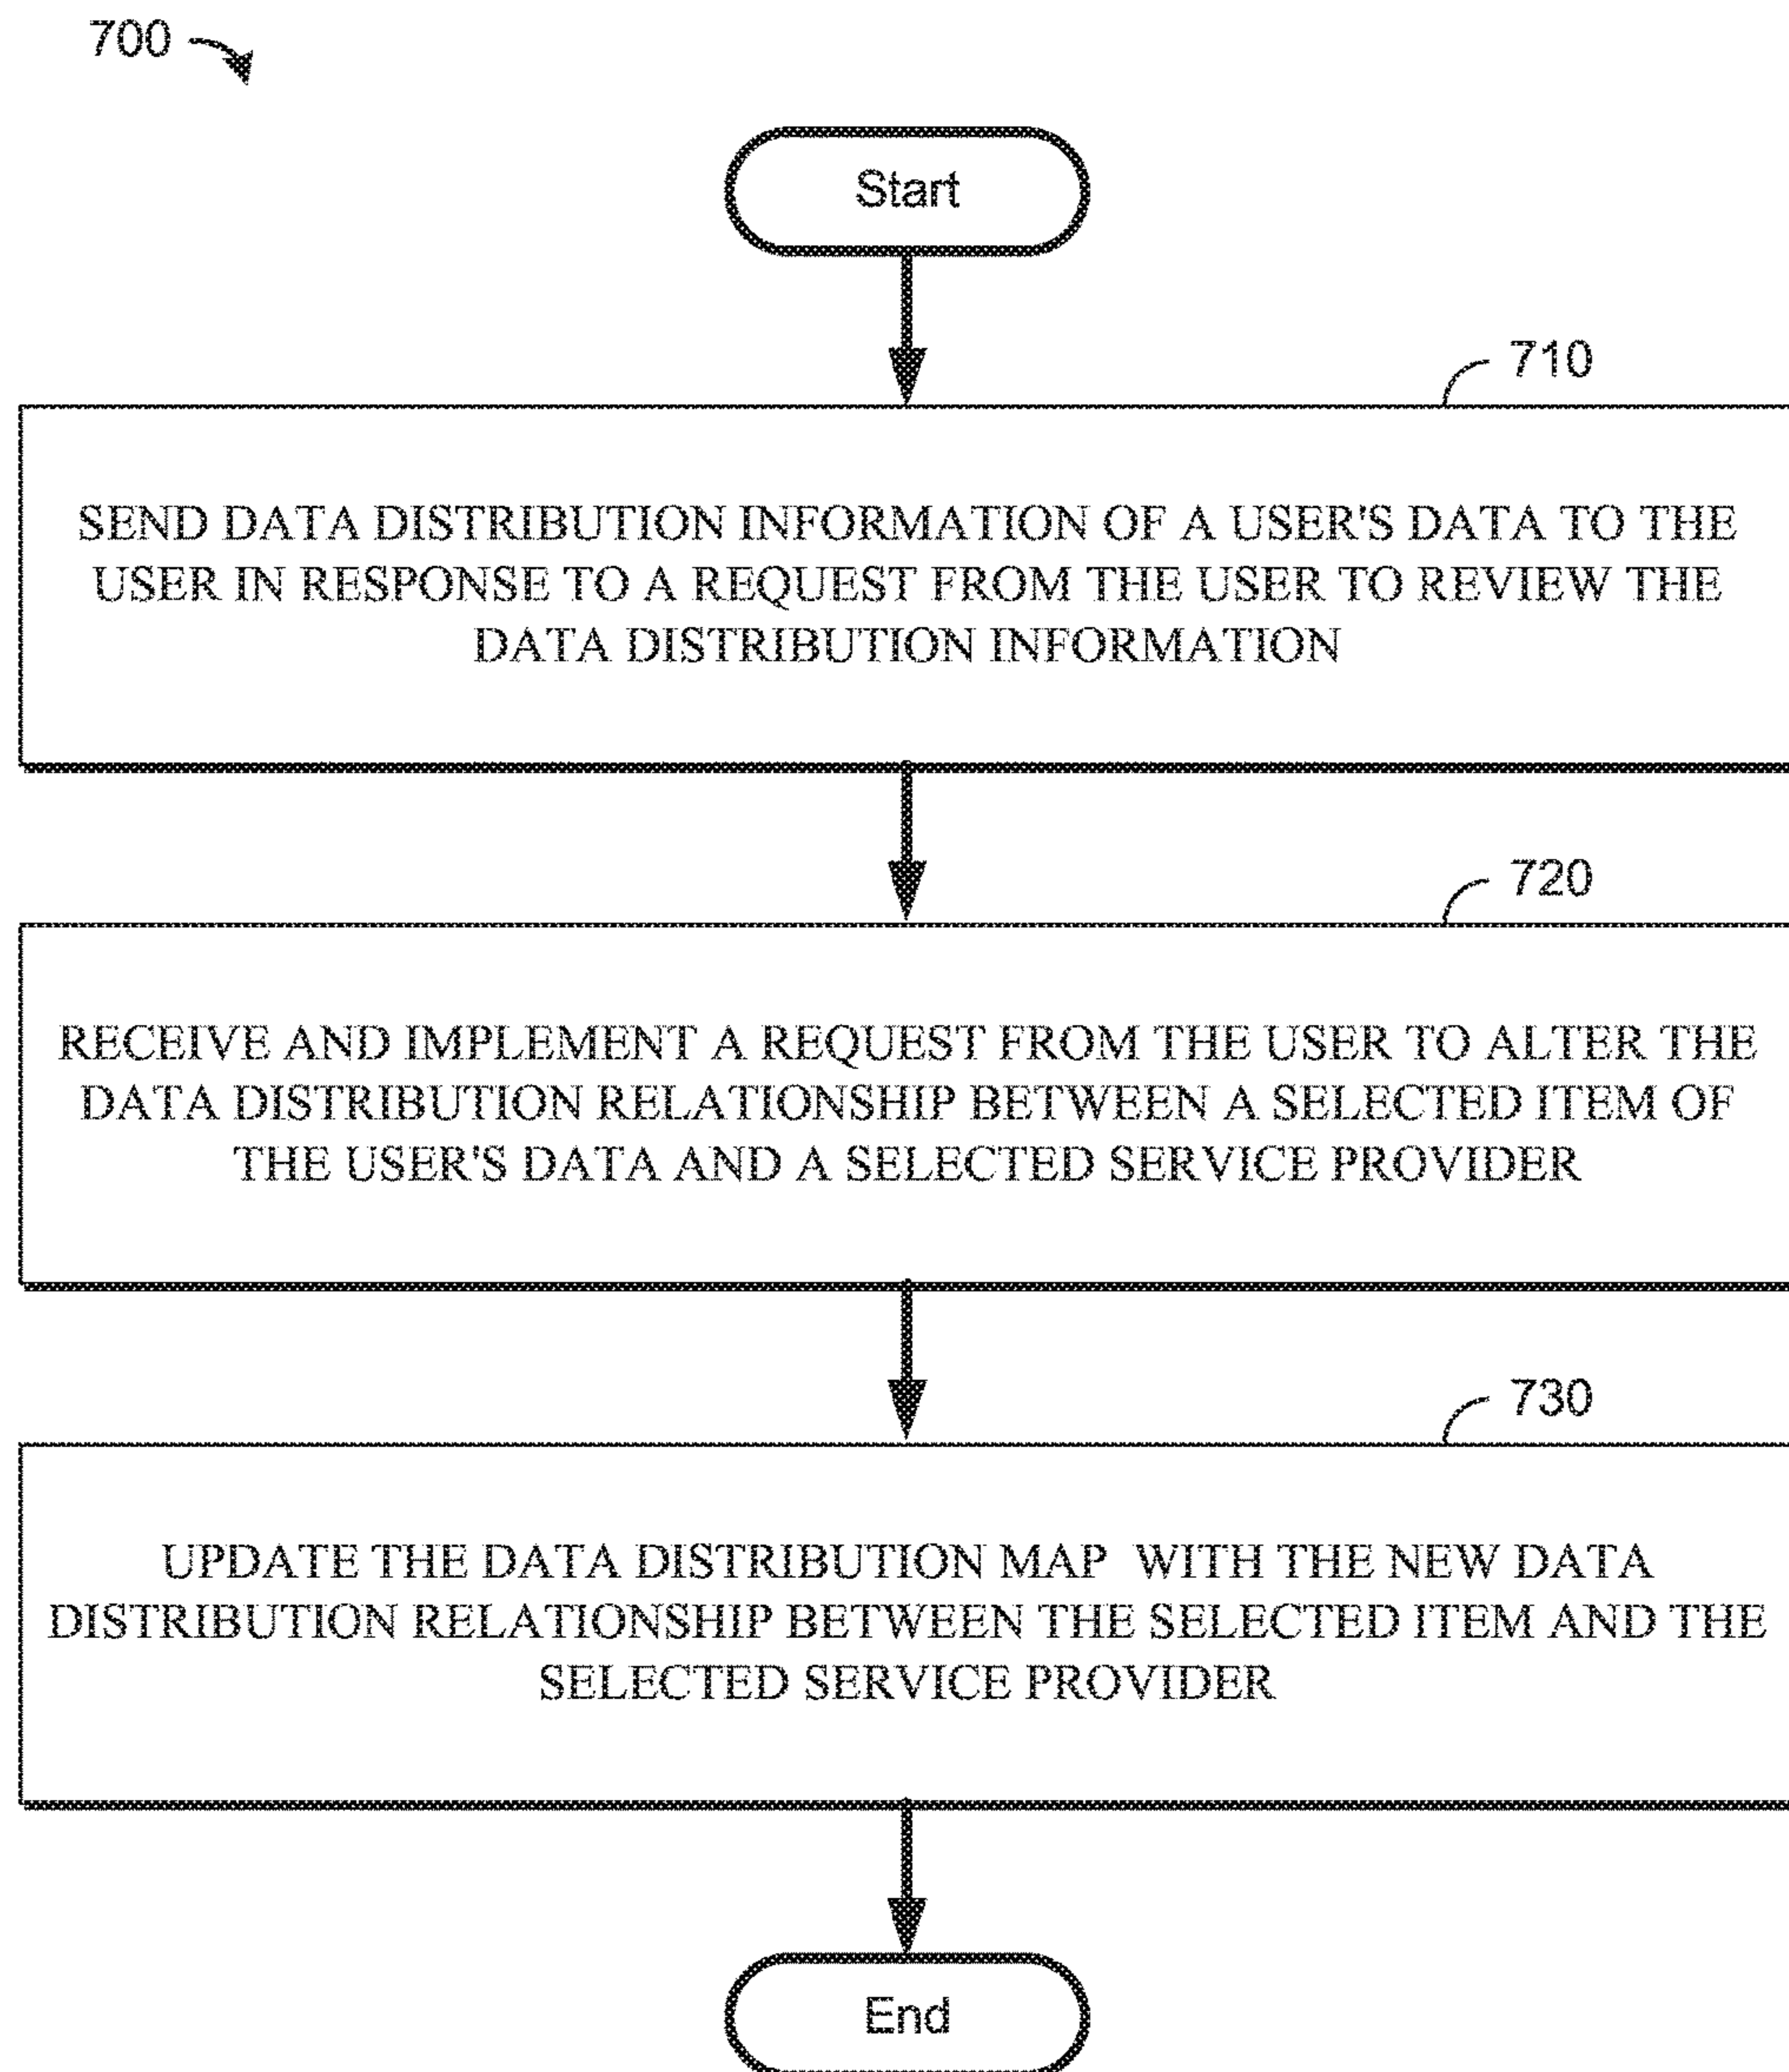 700
Start
710
SEND DATA DISTRIBUTION INFORMATION OF A USER'S DATA TO THE
USER IN RESPONSE TO A REQUEST FROM THE USER TO REVIEW THE
DATA DISTRIBUTION INFORMATION
720
RECEIVE AND IMPLEMENT A REQUEST FROM THE USER TO ALTER THE
DATA DISTRIBUTION RELATIONSHIP BETWEEN A SELECTED ITEM OF
THE USER'S DATA AND A SELECTED SERVICE PROVIDER
730
UPDATE THE DATA DISTRIBUTION MAP WITH THE NEW DATA
DISTRIBUTION RELATIONSHIP BETWEEN THE SELECTED ITEM AND THE
SELECTED SERVICE PROVIDER
End